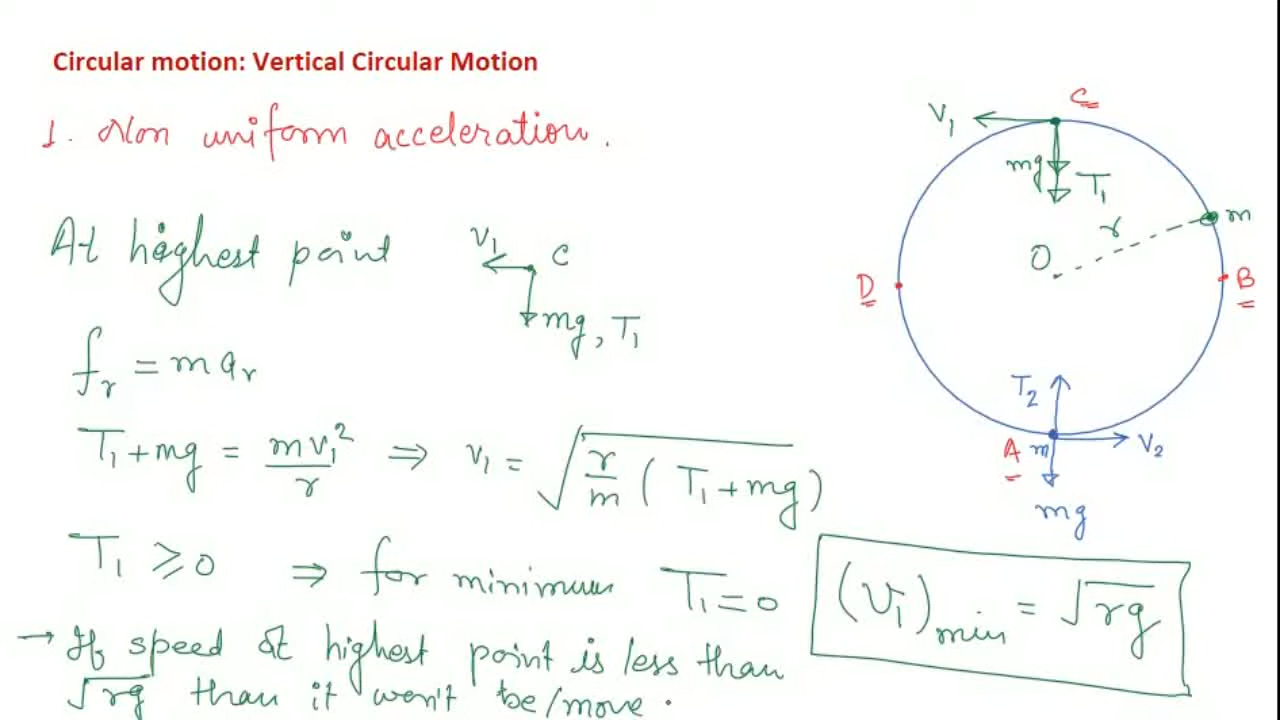 Circular motion: Vertical Circular Motion
1. Non uniform acceleration.
At highest point
V₁ C
mg, T₁
fᵣ = m aᵣ
T₁ + mg = mv₁²/r ⇒ v₁ = √(r/m (T₁ + mg))
T₁ ≥ 0 ⇒ for minimum T₁ = 0
(V₁)min = √rg
→ If speed at highest point is less than
√rg than it won't be/move.
C
V₁
mg T₁
r m
O
D B
T₂
A m V₂
mg